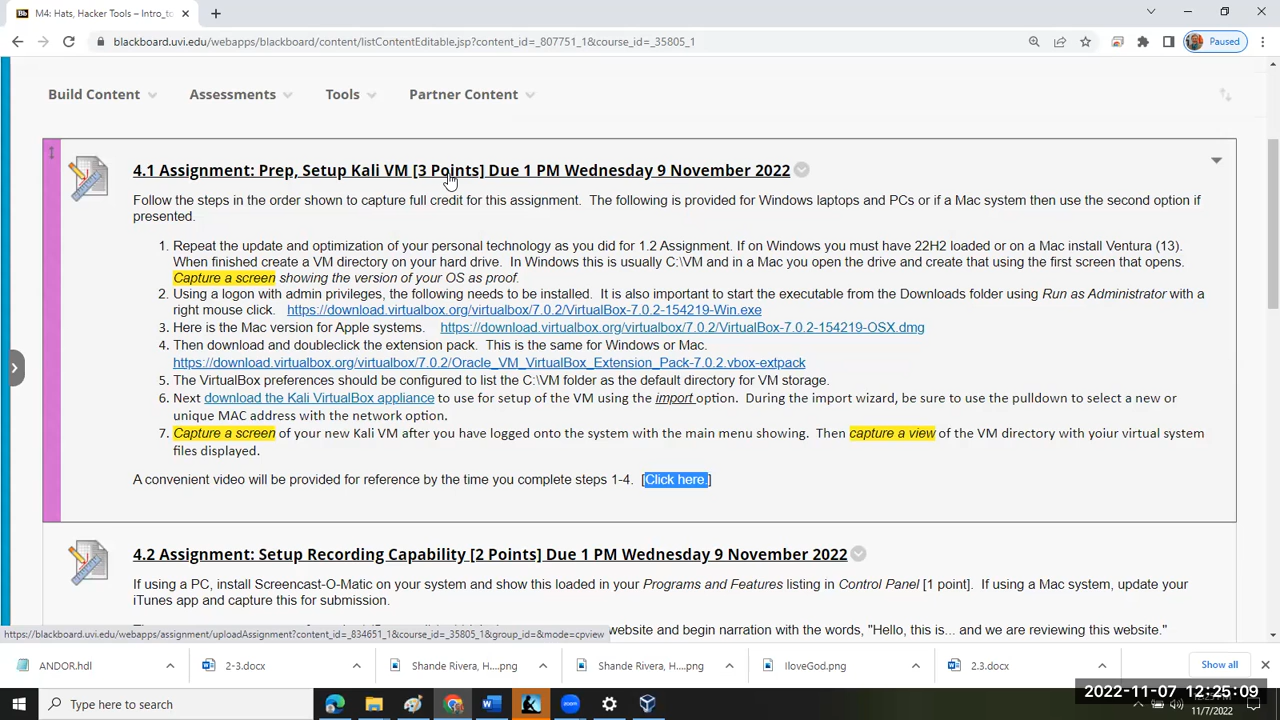 M4: Hats, Hacker Tools – Intro_to
blackboard.uvi.edu/webapps/blackboard/content/listContentEditable.jsp?content_id=_807751_1&course_id=_35805_1
Paused
Build Content
Assessments
Tools
Partner Content
4.1 Assignment: Prep, Setup Kali VM [3 Points] Due 1 PM Wednesday 9 November 2022
Follow the steps in the order shown to capture full credit for this assignment. The following is provided for Windows laptops and PCs or if a Mac system then use the second option if
presented.
1. Repeat the update and optimization of your personal technology as you did for 1.2 Assignment. If on Windows you must have 22H2 loaded or on a Mac install Ventura (13).
When finished create a VM directory on your hard drive. In Windows this is usually C:\VM and in a Mac you open the drive and create that using the first screen that opens.
Capture a screen showing the version of your OS as proof.
2. Using a logon with admin privileges, the following needs to be installed. It is also important to start the executable from the Downloads folder using Run as Administrator with a
right mouse click. https://download.virtualbox.org/virtualbox/7.0.2/VirtualBox-7.0.2-154219-Win.exe
3. Here is the Mac version for Apple systems. https://download.virtualbox.org/virtualbox/7.0.2/VirtualBox-7.0.2-154219-OSX.dmg
4. Then download and doubleclick the extension pack. This is the same for Windows or Mac.
https://download.virtualbox.org/virtualbox/7.0.2/Oracle_VM_VirtualBox_Extension_Pack-7.0.2.vbox-extpack
5. The VirtualBox preferences should be configured to list the C:\VM folder as the default directory for VM storage.
6. Next download the Kali VirtualBox appliance to use for setup of the VM using the import option. During the import wizard, be sure to use the pulldown to select a new or
unique MAC address with the network option.
7. Capture a screen of your new Kali VM after you have logged onto the system with the main menu showing. Then capture a view of the VM directory with yoiur virtual system
files displayed.
A convenient video will be provided for reference by the time you complete steps 1-4. [Click here.]
4.2 Assignment: Setup Recording Capability [2 Points] Due 1 PM Wednesday 9 November 2022
If using a PC, install Screencast-O-Matic on your system and show this loaded in your Programs and Features listing in Control Panel [1 point]. If using a Mac system, update your
iTunes app and capture this for submission.
website and begin narration with the words, "Hello, this is... and we are reviewing this website."
https://blackboard.uvi.edu/webapps/assignment/uploadAssignment?content_id=_834651_1&course_id=_35805_1&group_id=&mode=cpview
ANDOR.hdl
2-3.docx
Shande Rivera, H....png
Shande Rivera, H....png
IloveGod.png
2.3.docx
Show all
Type here to search
2022-11-07 12:25:09
11/7/2022